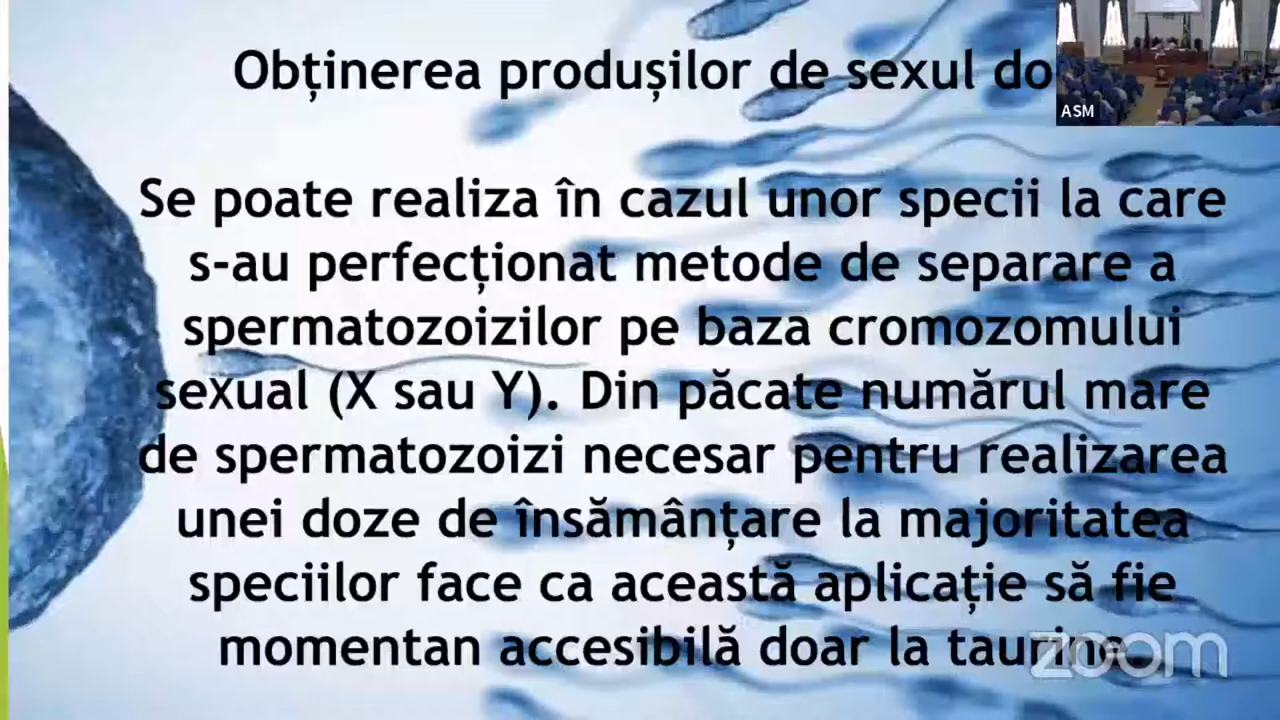 Obținerea produșilor de sexul
ASM
Se poate realiza în cazul unor specii la care
s-au perfecționat metode de separare a
spermatozoizilor pe baza cromozomului
sexual (X sau Y). Din păcate numărul mare
de spermatozoizi necesar pentru realizarea
unei doze de însămânțare la majoritatea
speciilor face ca această aplicație să fie
momentan accesibilă doar la taurine
zoom